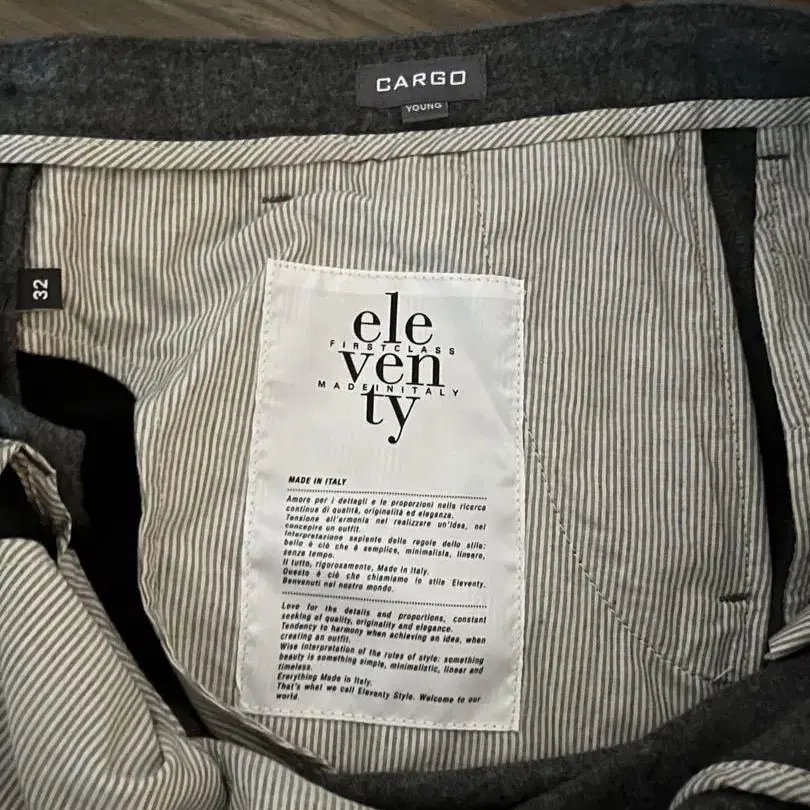 CARGO
YOUNG
32
ele
FIRSTCLASS
ven
MADEINITALY
ty
MADE IN ITALY
Amore per i dettagli e le proporzioni nella ricerca
continua di qualità, originalità ed eleganza.
Tensione all'armonia nel realizzare un'idea, nel
concepire un outfit.
Interpretazione sapiente delle regole dello stile:
bello è ciò che è semplice, minimalista, lineare,
senza tempo.
Il tutto, rigorosamente, Made in Italy.
Questo è ciò che chiamiamo lo stile Eleventy.
Benvenuti nel nostro mondo.
Love for the details and proportions, constant
seeking of quality, originality and elegance.
Tendency to harmony when achieving an idea, when
creating an outfit.
Wise interpretation of the rules of style: something
beauty is something simple, minimalistic, linear and
timeless.
Everything Made in Italy.
That's what we call Eleventy Style. Welcome to our
world.